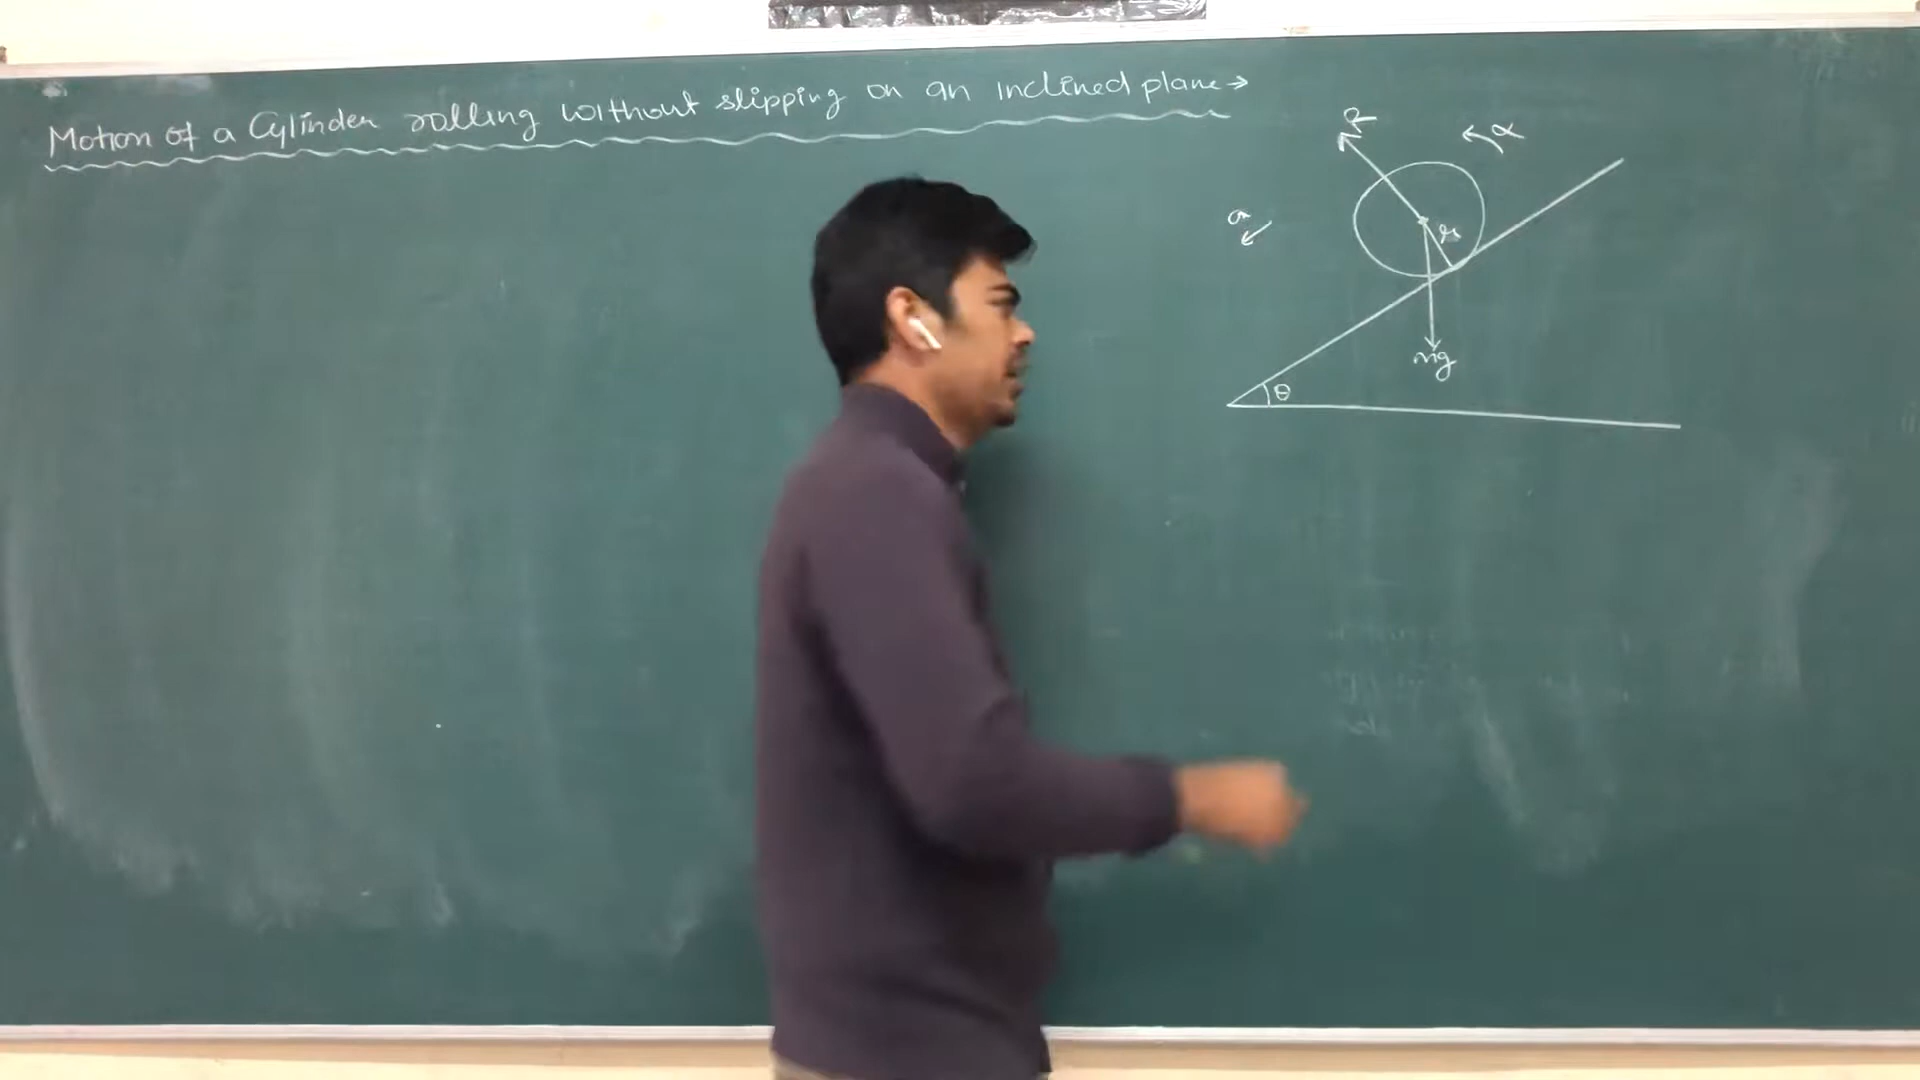 Motion of a Cylinder rolling without slipping on an inclined plane →
R
α
a
r
mg
θ